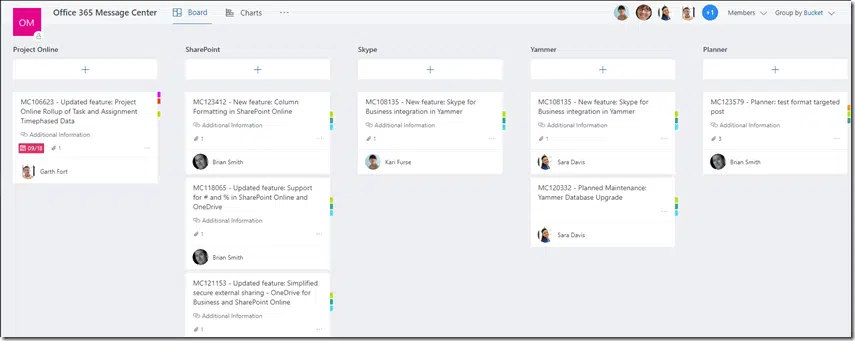 OM
Office 365 Message Center
Board
Charts
+1
Members
Group by Bucket
Project Online
SharePoint
Skype
Yammer
Planner
MC106623 - Updated feature: Project
Online Rollup of Task and Assignment
Timephased Data
Additional Information
09/18
1
Garth Fort
MC123412 - New feature: Column
Formatting in SharePoint Online
Additional Information
1
Brian Smith
MC118065 - Updated feature: Support
for # and % in SharePoint Online and
OneDrive
Additional Information
1
Brian Smith
MC121153 - Updated feature: Simplified
secure external sharing - OneDrive for
Business and SharePoint Online
Additional Information
1
MC108135 - New feature: Skype for
Business integration in Yammer
Additional Information
1
Kari Furse
MC108135 - New feature: Skype for
Business integration in Yammer
Additional Information
1
Sara Davis
MC120332 - Planned Maintenance:
Yammer Database Upgrade
Sara Davis
MC123579 - Planner: test format targeted
post
Additional Information
3
Brian Smith